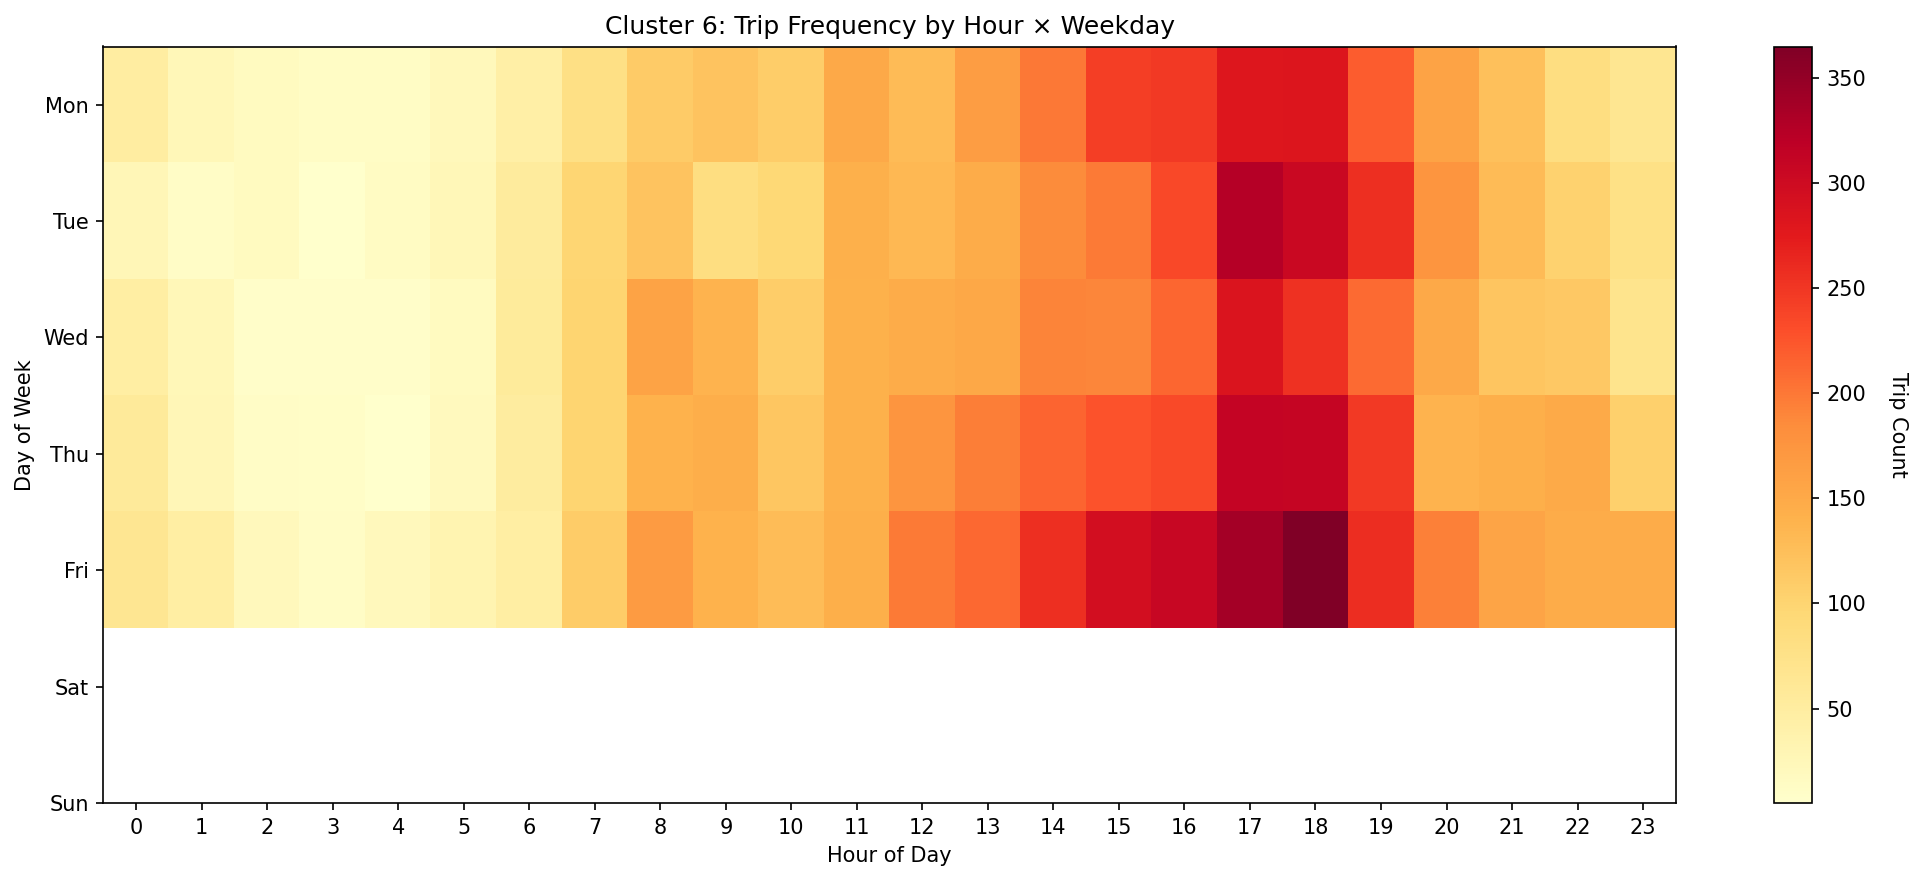 Cluster 6: Trip Frequency by Hour × Weekday
Day of Week
Mon
Tue
Wed
Thu
Fri
Sat
Sun
0 1 2 3 4 5 6 7 8 9 10 11 12 13 14 15 16 17 18 19 20 21 22 23
Hour of Day
350
300
250
200
150
100
50
Trip Count